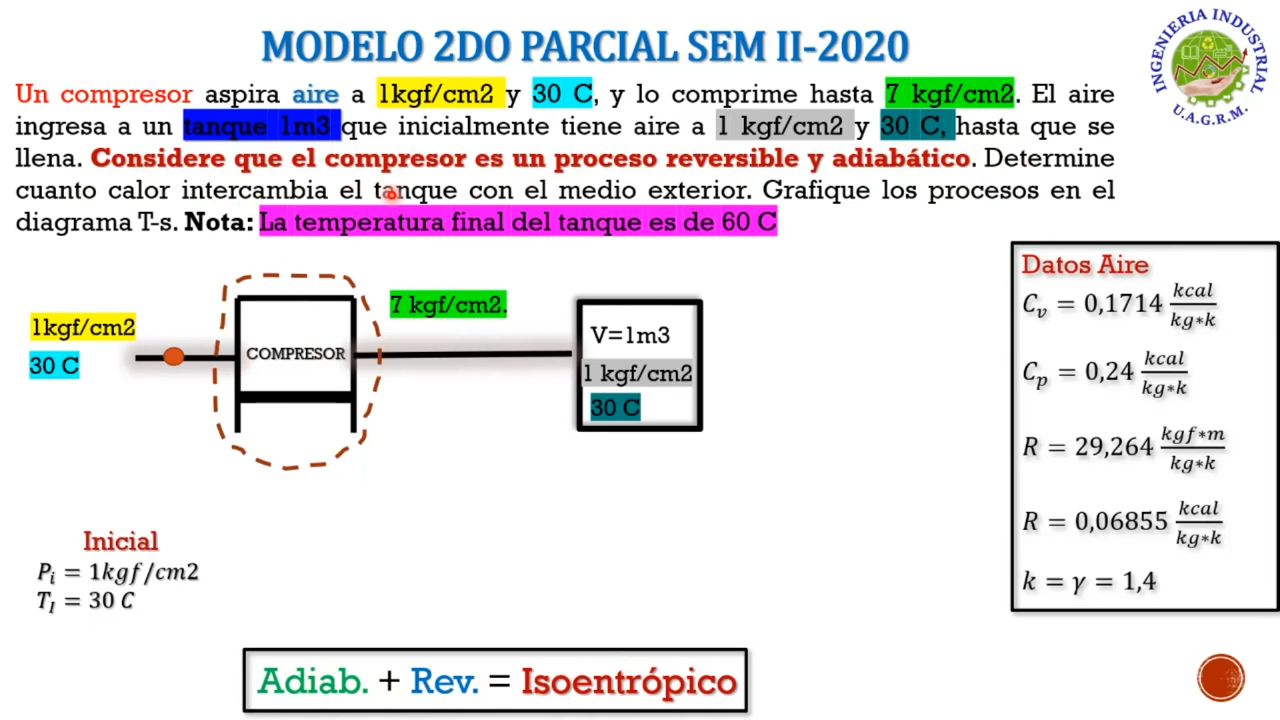 MODELO 2DO PARCIAL SEM II-2020
INGENIERIA INDUSTRIAL
U.A.G.R.M.
Un compresor aspira aire a 1kgf/cm2 y 30 C, y lo comprime hasta 7 kgf/cm2. El aire
ingresa a un tanque 1m3 que inicialmente tiene aire a 1 kgf/cm2 y 30 C, hasta que se
llena. Considere que el compresor es un proceso reversible y adiabático. Determine
cuanto calor intercambia el tanque con el medio exterior. Grafique los procesos en el
diagrama T-s. Nota: La temperatura final del tanque es de 60 C
1kgf/cm2
30 C
COMPRESOR
7 kgf/cm2.
V=1m3
1 kgf/cm2
30 C
Datos Aire
C_v = 0,1714 kcal/kg*k
C_p = 0,24 kcal/kg*k
R = 29,264 kgf*m/kg*k
R = 0,06855 kcal/kg*k
k = γ = 1,4
Inicial
P_i = 1kgf/cm2
T_I = 30 C
Adiab. + Rev. = Isoentrópico